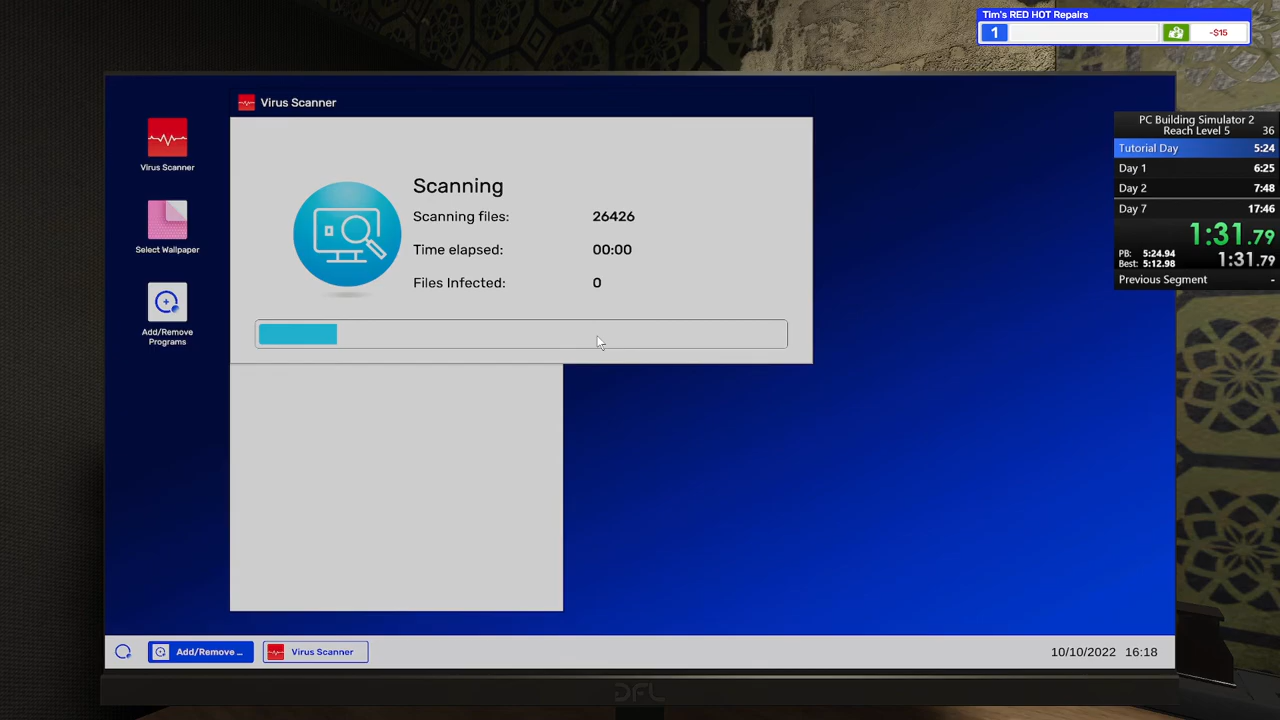 Tim's RED HOT Repairs
1
-$15
Virus Scanner
Virus Scanner
Select Wallpaper
Add/Remove
Programs
Scanning
Scanning files: 26426
Time elapsed: 00:00
Files Infected: 0
PC Building Simulator 2
Reach Level 5 36
Tutorial Day 5:24
Day 1 6:25
Day 2 7:48
Day 7 17:46
1:31.79
PB: 5:24.94
Best: 5:12.98
1:31.79
Previous Segment -
Add/Remove ...
Virus Scanner
10/10/2022 16:18
DFL